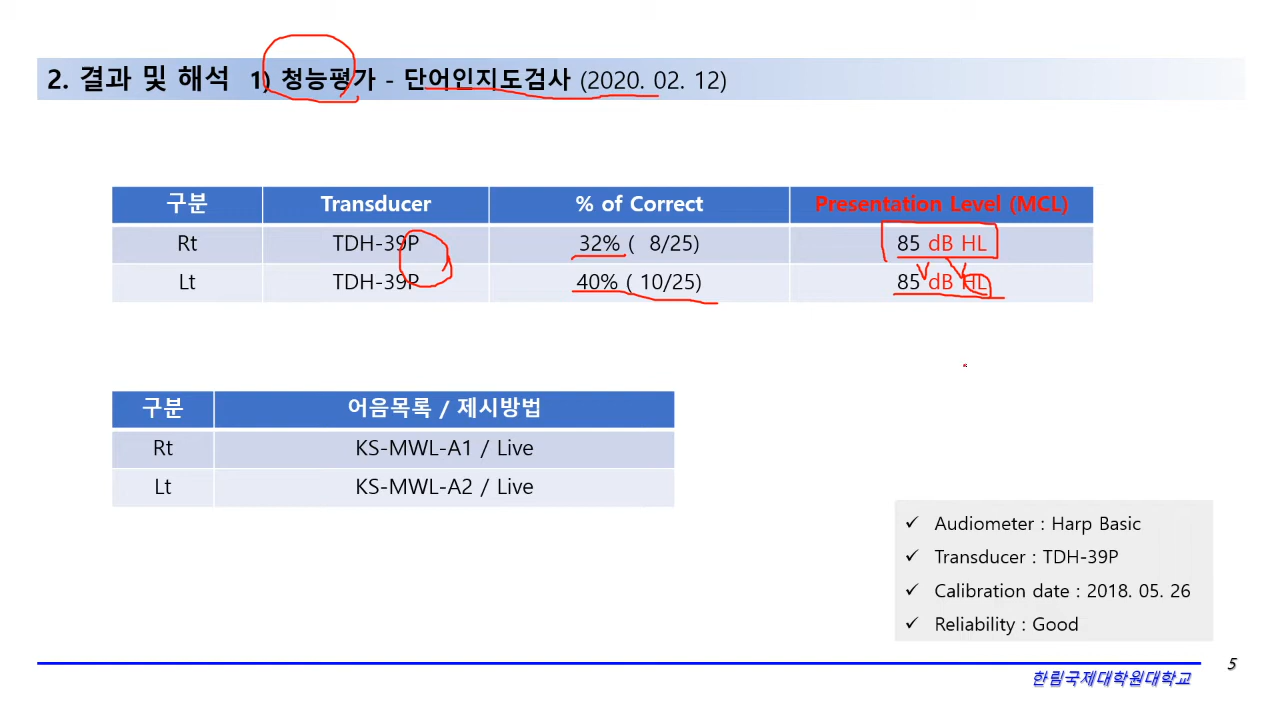 2. 결과 및 해석 1) 청능평가 - 단어인지도검사 (2020. 02. 12)
구분 Transducer % of Correct Presentation Level (MCL)
Rt TDH-39P 32% ( 8/25) 85 dB HL
Lt TDH-39P 40% ( 10/25) 85 dB HL
구분 어음목록 / 제시방법
Rt KS-MWL-A1 / Live
Lt KS-MWL-A2 / Live
✓ Audiometer : Harp Basic
✓ Transducer : TDH-39P
✓ Calibration date : 2018. 05. 26
✓ Reliability : Good
5
한림국제대학원대학교